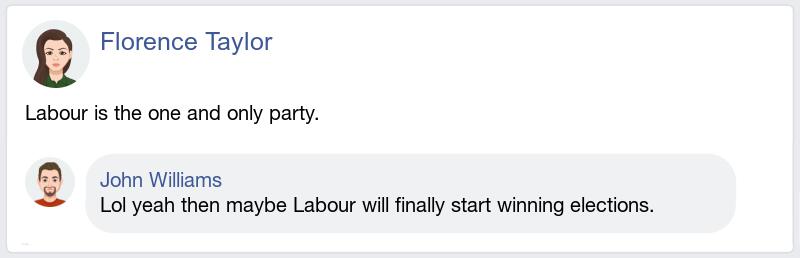 Florence Taylor
Labour is the one and only party.
John Williams
Lol yeah then maybe Labour will finally start winning elections.